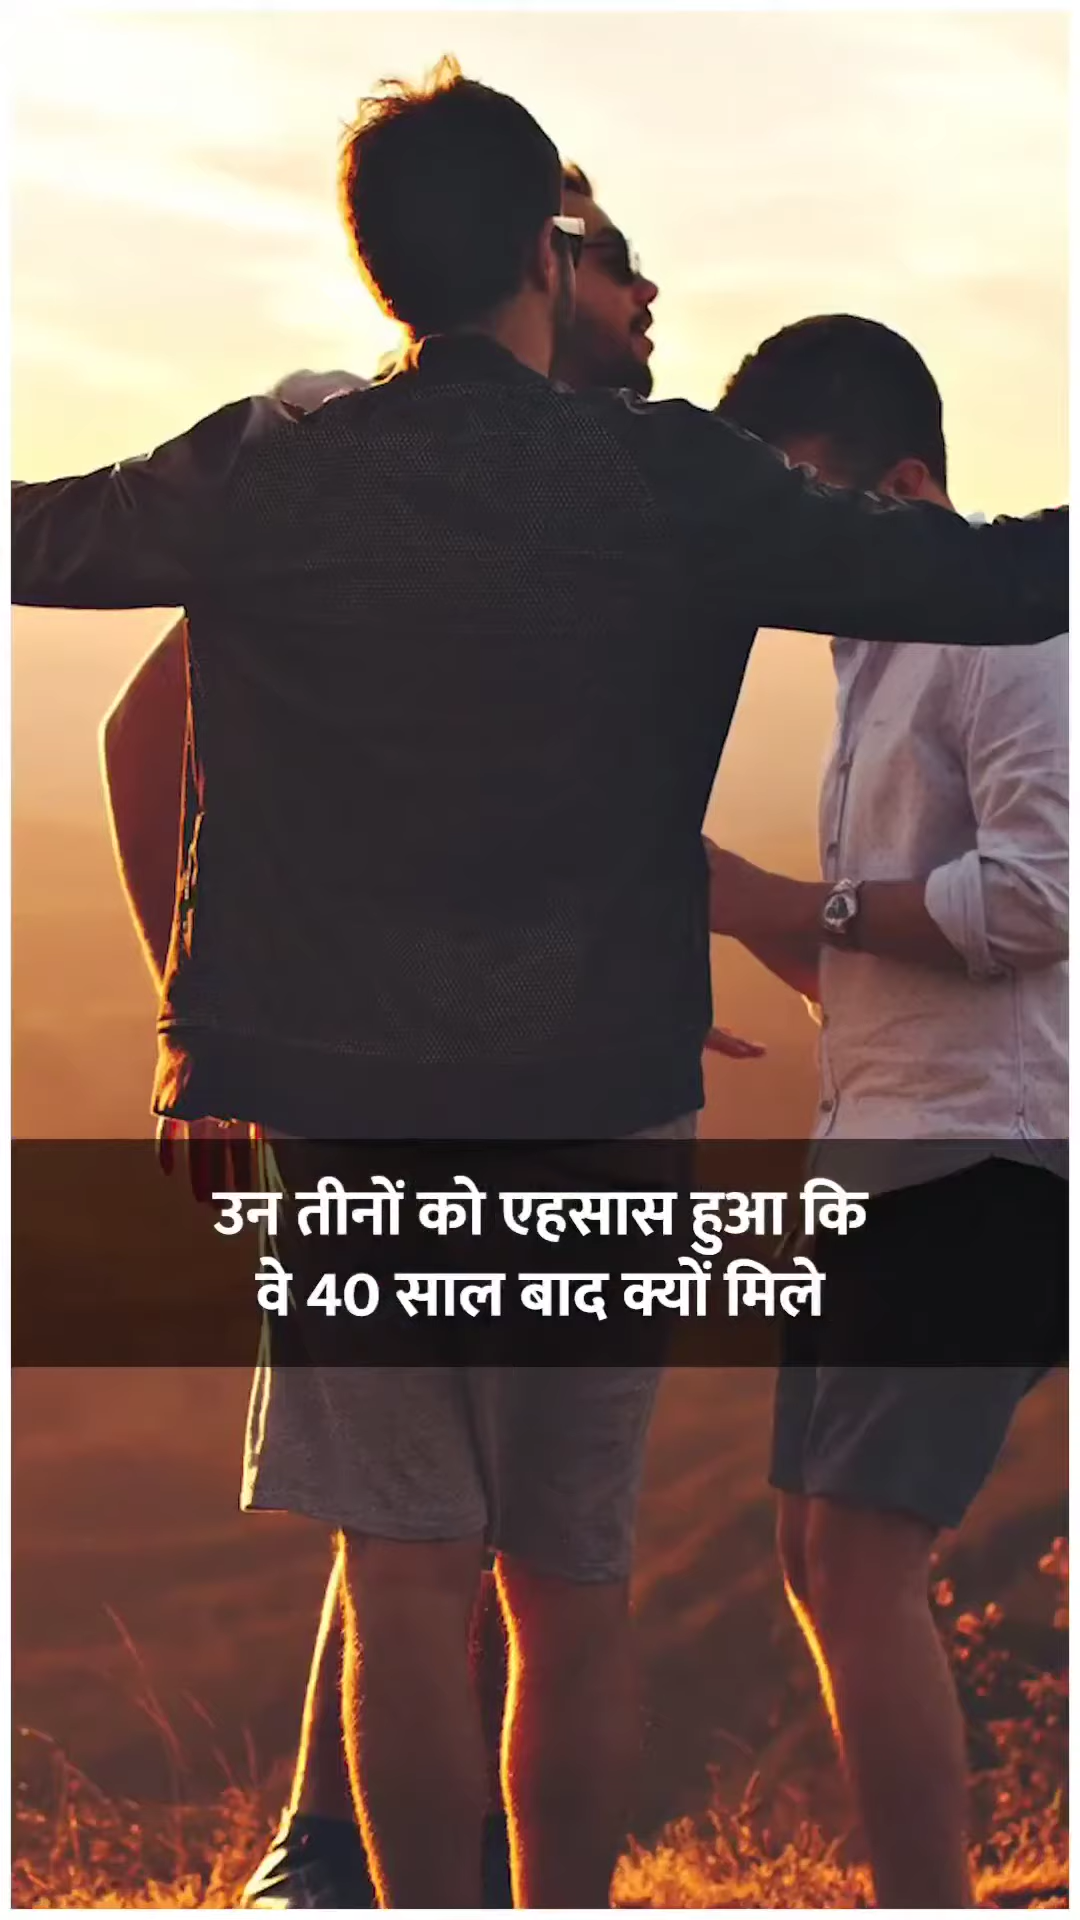 उन तीनों को एहसास हुआ कि
वे 40 साल बाद क्यों मिले